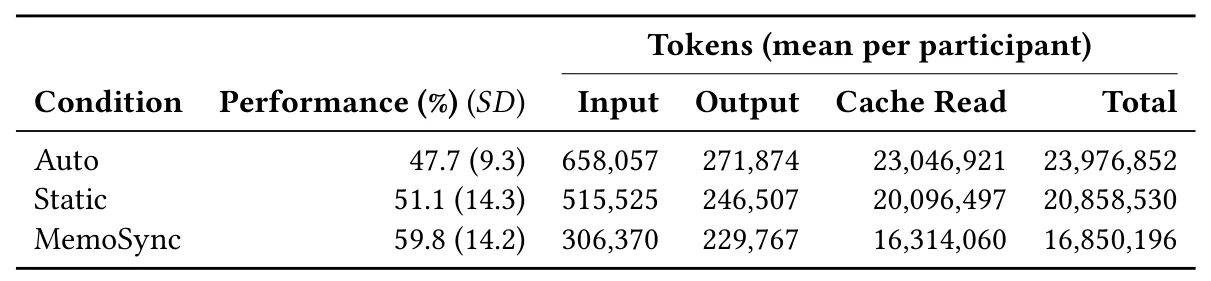 Tokens (mean per participant)
Condition Performance (%) (SD) Input Output Cache Read Total
Auto 47.7 (9.3) 658,057 271,874 23,046,921 23,976,852
Static 51.1 (14.3) 515,525 246,507 20,096,497 20,858,530
MemoSync 59.8 (14.2) 306,370 229,767 16,314,060 16,850,196